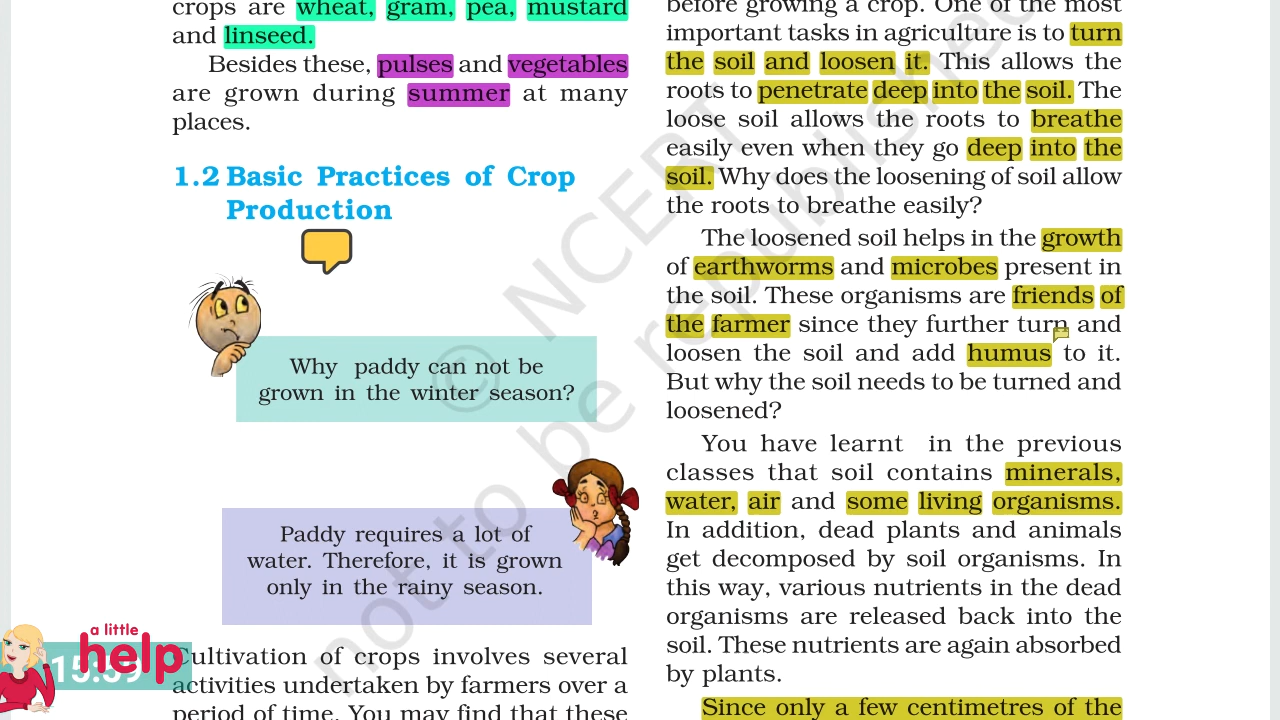 crops are wheat, gram, pea, mustard
and linseed.
Besides these, pulses and vegetables
are grown during summer at many
places.
1.2 Basic Practices of Crop
Production
Why paddy can not be
grown in the winter season?
Paddy requires a lot of
water. Therefore, it is grown
only in the rainy season.
Cultivation of crops involves several
activities undertaken by farmers over a
period of time. You may find that these
before growing a crop. One of the most
important tasks in agriculture is to turn
the soil and loosen it. This allows the
roots to penetrate deep into the soil. The
loose soil allows the roots to breathe
easily even when they go deep into the
soil. Why does the loosening of soil allow
the roots to breathe easily?
The loosened soil helps in the growth
of earthworms and microbes present in
the soil. These organisms are friends of
the farmer since they further turn and
loosen the soil and add humus to it.
But why the soil needs to be turned and
loosened?
You have learnt in the previous
classes that soil contains minerals,
water, air and some living organisms.
In addition, dead plants and animals
get decomposed by soil organisms. In
this way, various nutrients in the dead
organisms are released back into the
soil. These nutrients are again absorbed
by plants.
Since only a few centimetres of the
© NCERT
not to be republished
a little
help